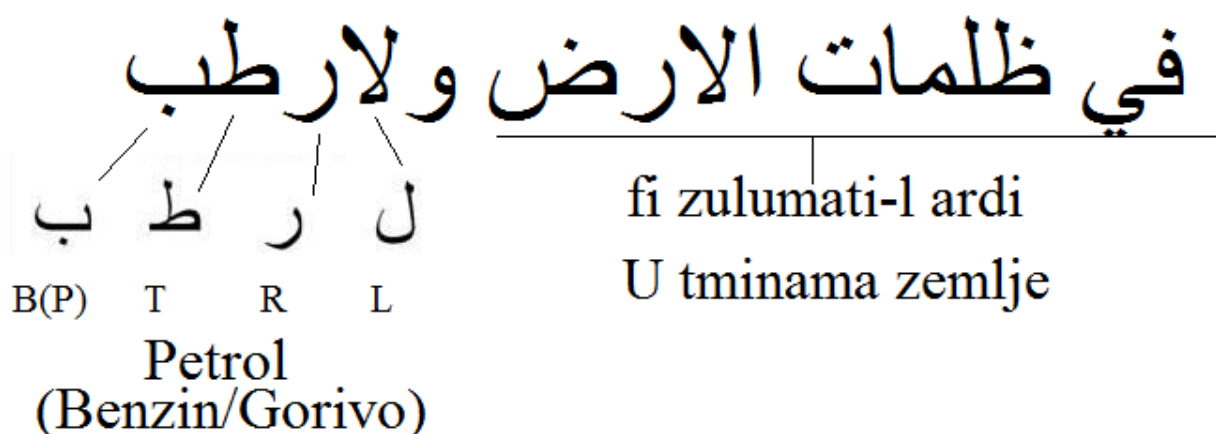 في ظلمات الارض ولارطب
ب ط ر ل
B(P) T R L
Petrol
(Benzin/Gorivo)
fi zulumati-l ardi
U tminama zemlje